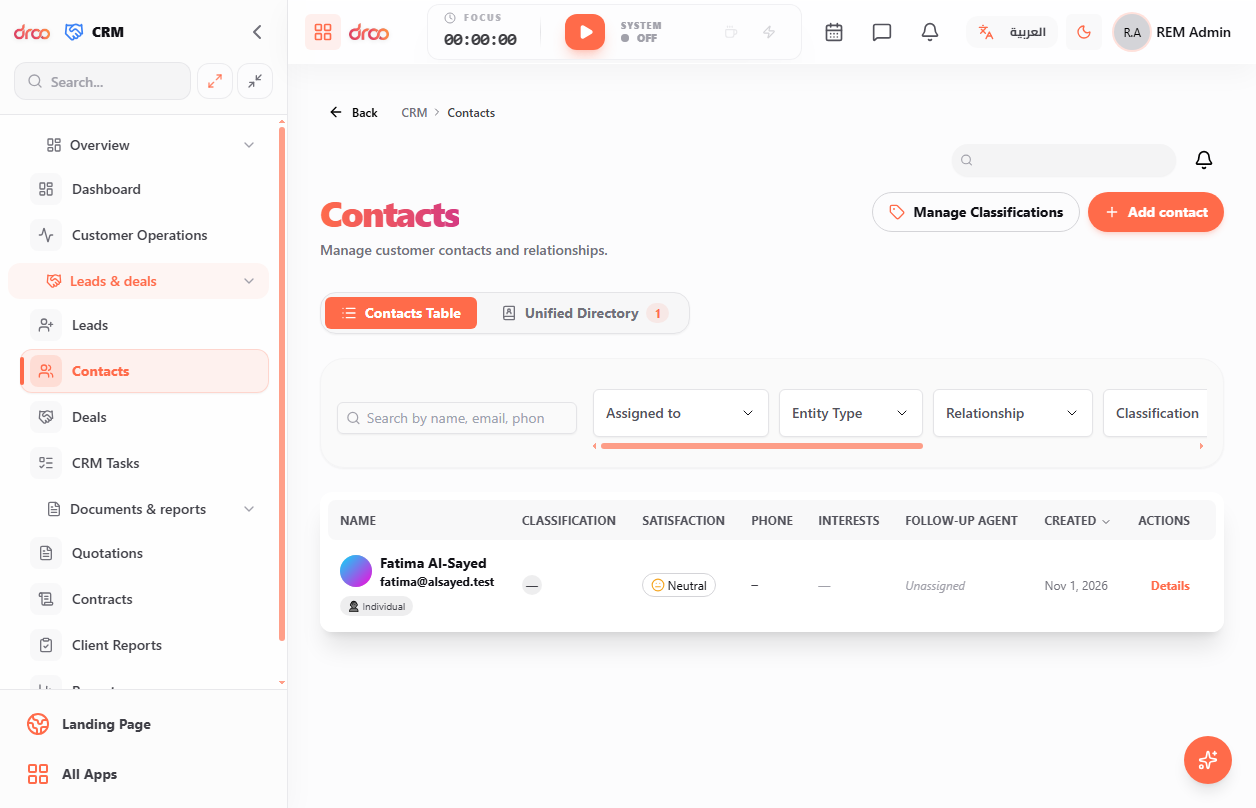 droo CRM
Search...
Overview
Dashboard
Customer Operations
Leads & deals
Leads
Contacts
Deals
CRM Tasks
Documents & reports
Quotations
Contracts
Client Reports
Landing Page
All Apps
droo
FOCUS
00:00:00
SYSTEM
OFF
العربية
R.A
REM Admin
Back
CRM > Contacts
Contacts
Manage customer contacts and relationships.
Manage Classifications
+ Add contact
Contacts Table
Unified Directory 1
Search by name, email, phon
Assigned to
Entity Type
Relationship
Classification
NAME CLASSIFICATION SATISFACTION PHONE INTERESTS FOLLOW-UP AGENT CREATED ACTIONS
Fatima Al-Sayed
fatima@alsayed.test
Individual
— Neutral – — Unassigned Nov 1, 2026 Details